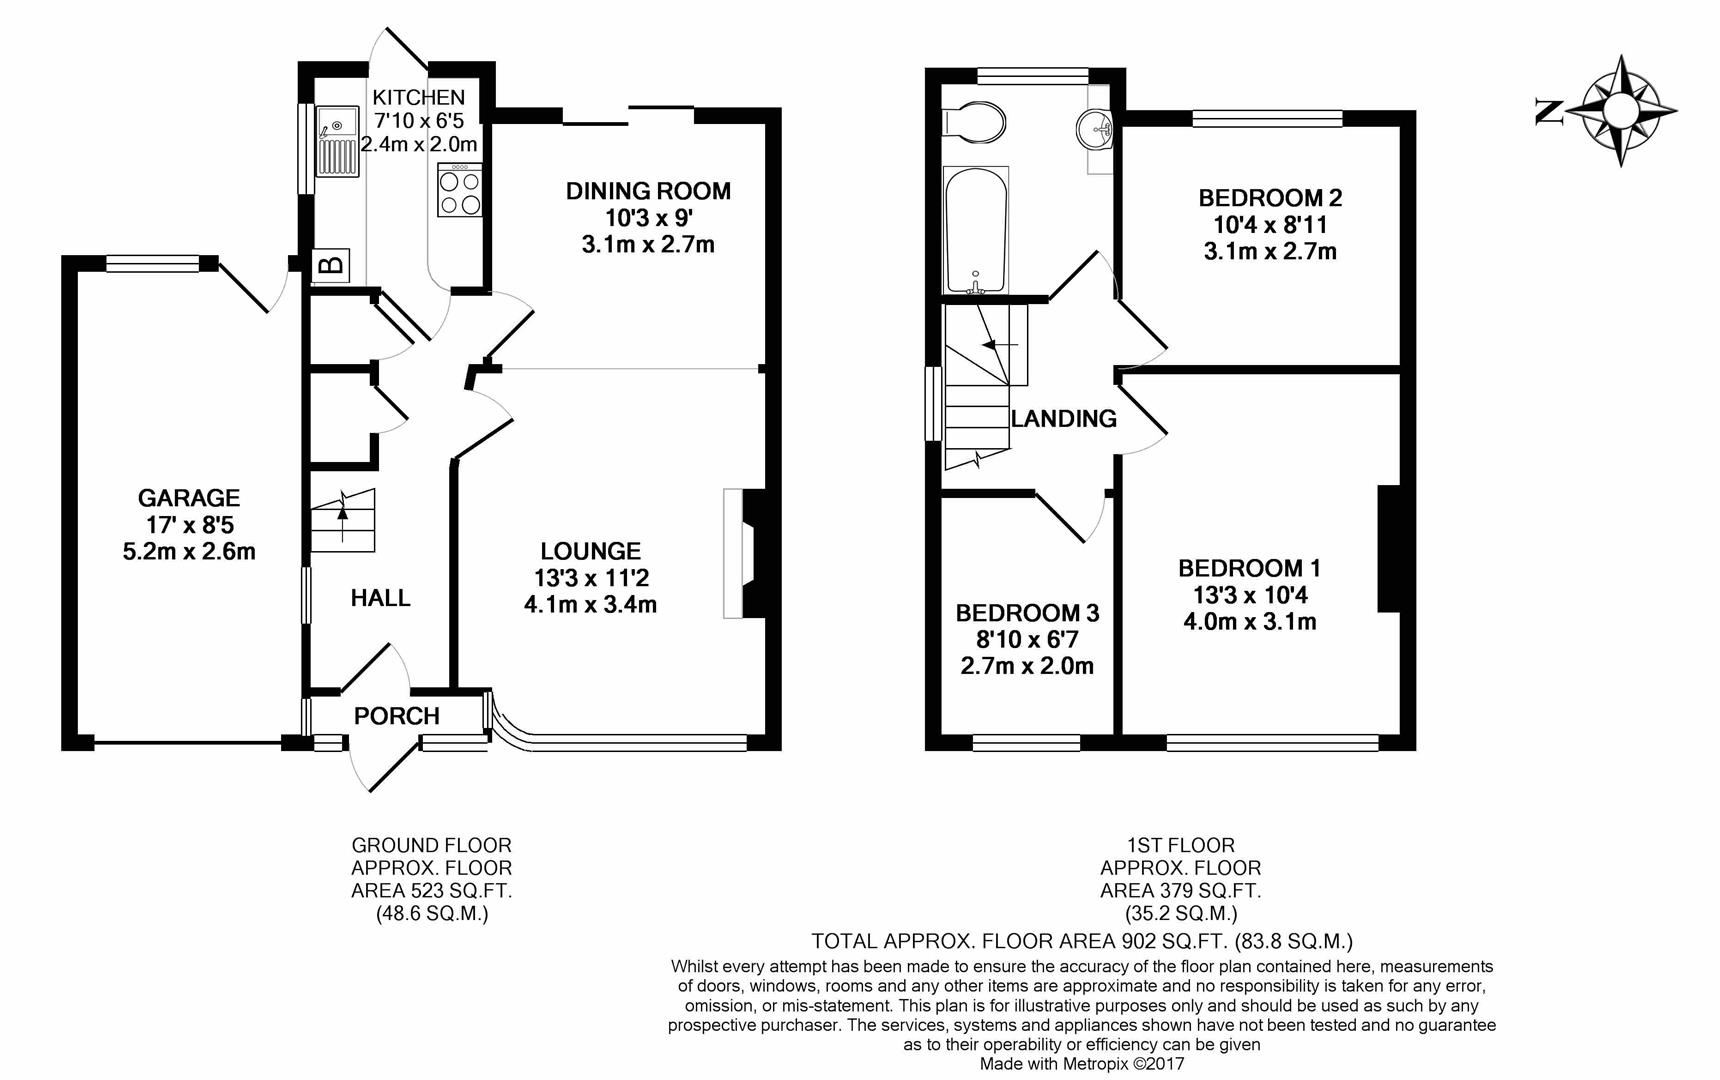 KITCHEN
7'10 x 6'5
2.4m x 2.0m
DINING ROOM
10'3 x 9'
3.1m x 2.7m
B
GARAGE
17' x 8'5
5.2m x 2.6m
LOUNGE
13'3 x 11'2
4.1m x 3.4m
HALL
PORCH
BEDROOM 2
10'4 x 8'11
3.1m x 2.7m
LANDING
BEDROOM 1
13'3 x 10'4
4.0m x 3.1m
BEDROOM 3
8'10 x 6'7
2.7m x 2.0m
N
GROUND FLOOR
APPROX. FLOOR
AREA 523 SQ.FT.
(48.6 SQ.M.)
1ST FLOOR
APPROX. FLOOR
AREA 379 SQ.FT.
(35.2 SQ.M.)
TOTAL APPROX. FLOOR AREA 902 SQ.FT. (83.8 SQ.M.)
Whilst every attempt has been made to ensure the accuracy of the floor plan contained here, measurements
of doors, windows, rooms and any other items are approximate and no responsibility is taken for any error,
omission, or mis-statement. This plan is for illustrative purposes only and should be used as such by any
prospective purchaser. The services, systems and appliances shown have not been tested and no guarantee
as to their operability or efficiency can be given
Made with Metropix ©2017